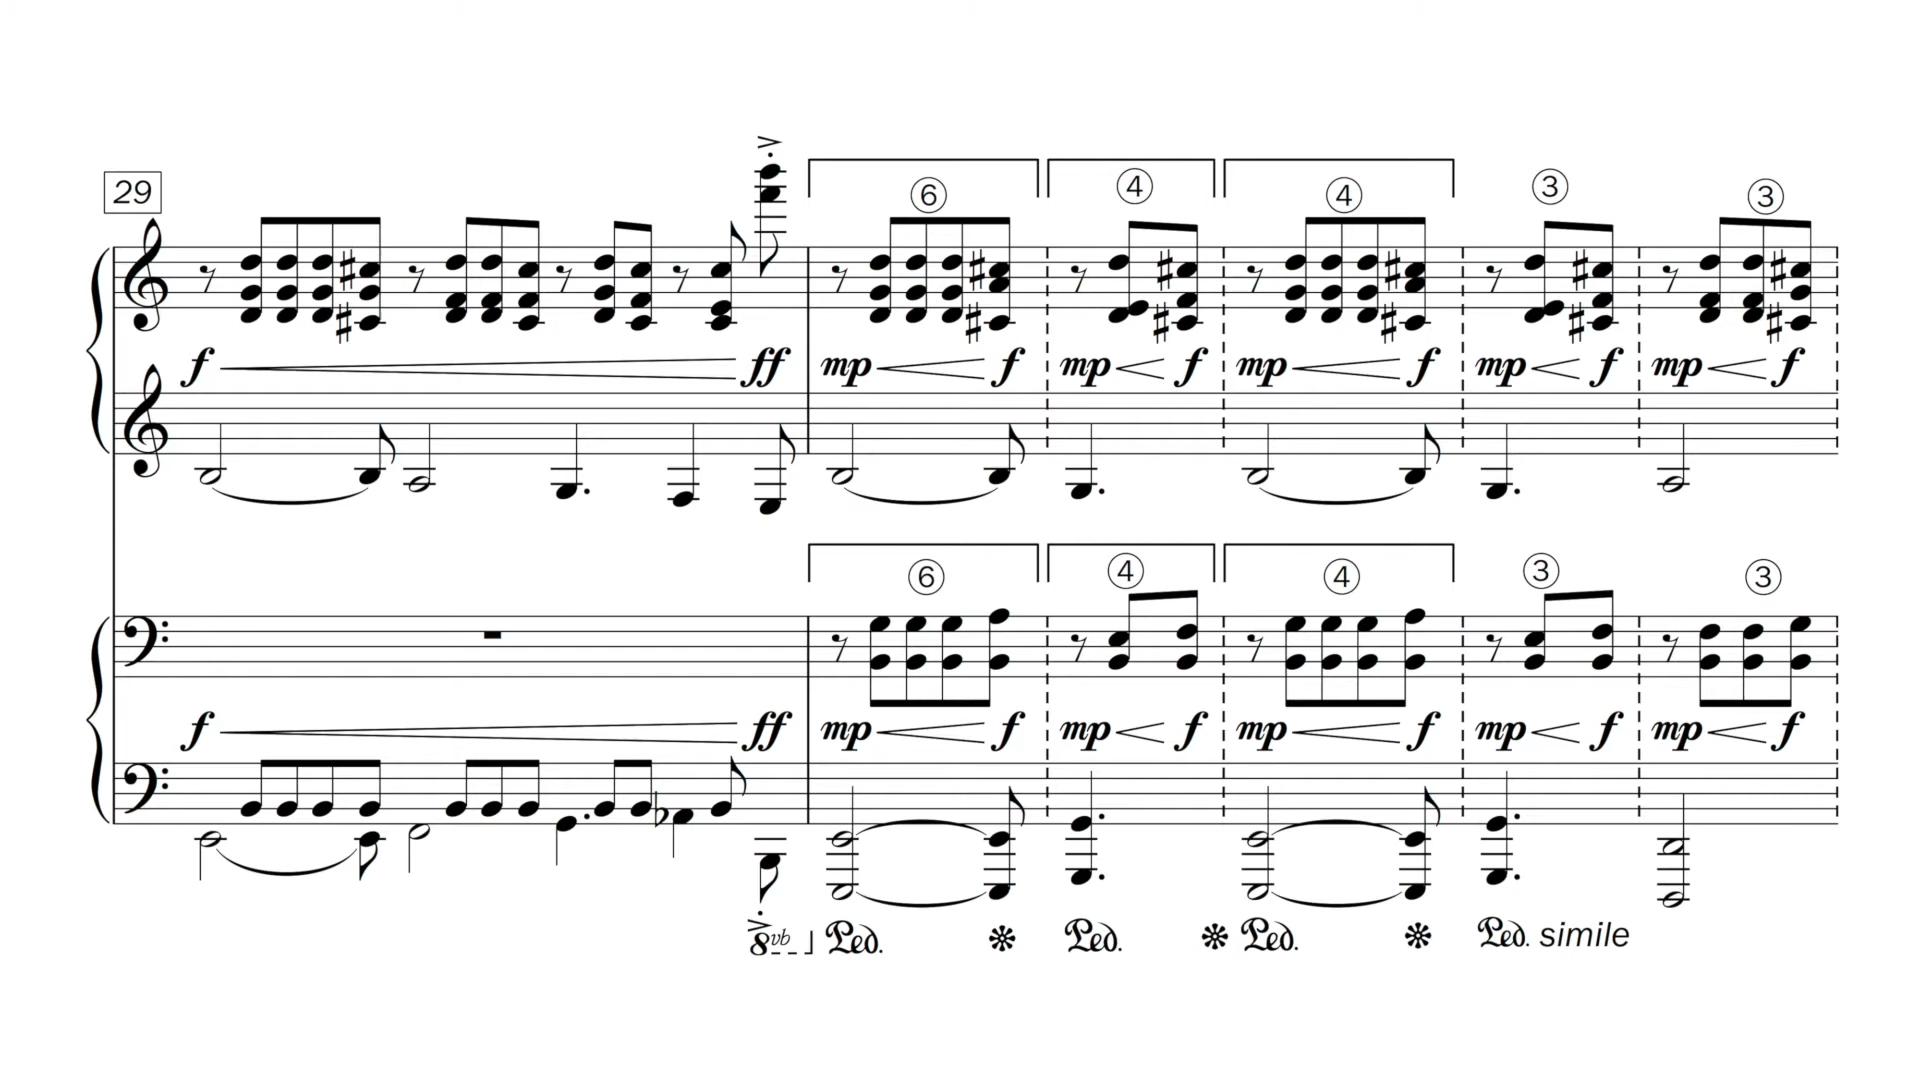 29
⑥ ④ ④ ③ ③
f ff mp f mp f mp f mp f mp f
⑥ ④ ④ ③ ③
f ff mp f mp f mp f mp f mp f
8vb Ped. Ped. Ped. Ped. simile